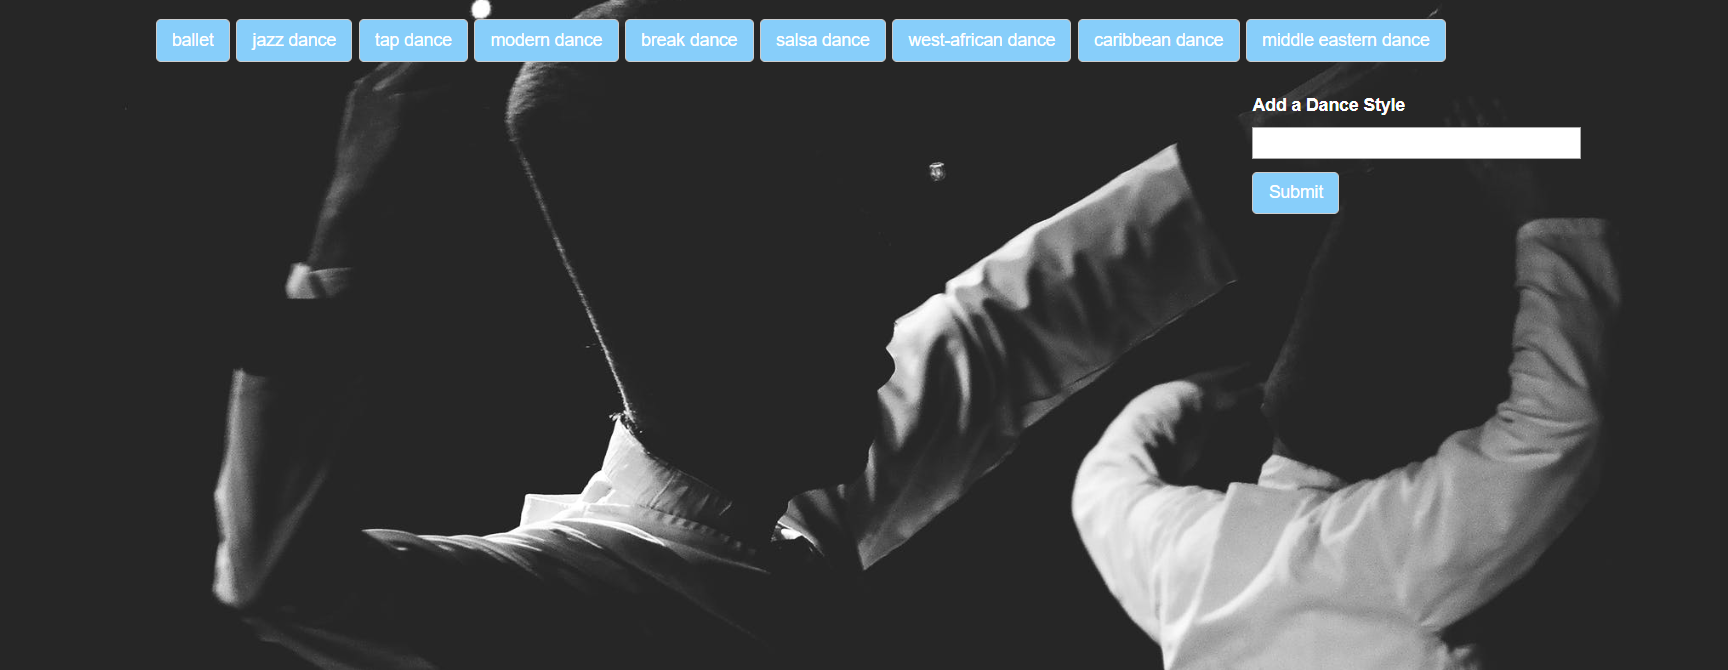 ballet jazz dance tap dance modern dance break dance salsa dance west-african dance caribbean dance middle eastern dance
Add a Dance Style
Submit